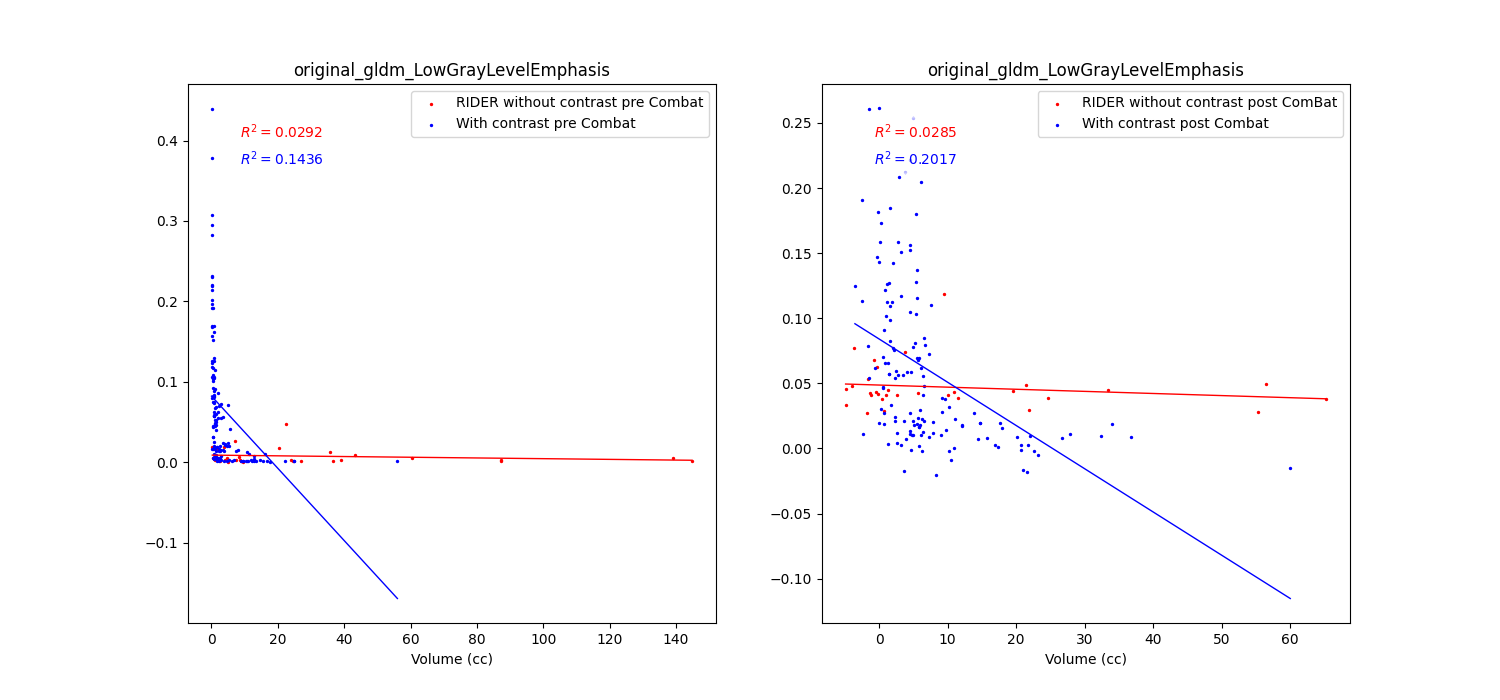 original_gldm_LowGrayLevelEmphasis
RIDER without contrast pre Combat
With contrast pre Combat
R² = 0.0292
R² = 0.1436
0.4
0.3
0.2
0.1
0.0
−0.1
0 20 40 60 80 100 120 140
Volume (cc)
original_gldm_LowGrayLevelEmphasis
RIDER without contrast post ComBat
With contrast post Combat
R² = 0.0285
R² = 0.2017
0.25
0.20
0.15
0.10
0.05
0.00
−0.05
−0.10
0 10 20 30 40 50 60
Volume (cc)